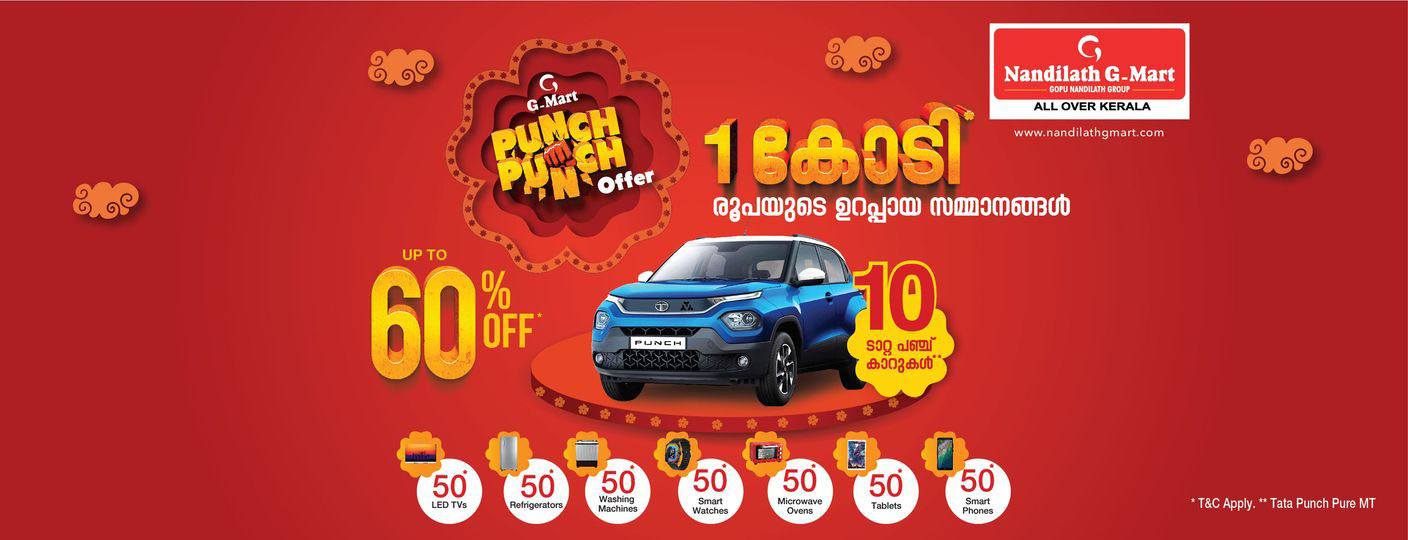 G-Mart
PUNCH
PUNCH
Offer
1 കോടി*
രൂപയുടെ ഉറപ്പായ സമ്മാനങ്ങൾ
Nandilath G-Mart
GOPU NANDILATH GROUP
ALL OVER KERALA
www.nandilathgmart.com
UP TO
60% OFF*
PUNCH
10
ടാറ്റ പഞ്ച്
കാറുകൾ**
50*
LED TVs
50*
Refrigerators
50*
Washing
Machines
50*
Smart
Watches
50*
Microwave
Ovens
50*
Tablets
50*
Smart
Phones
* T&C Apply. ** Tata Punch Pure MT